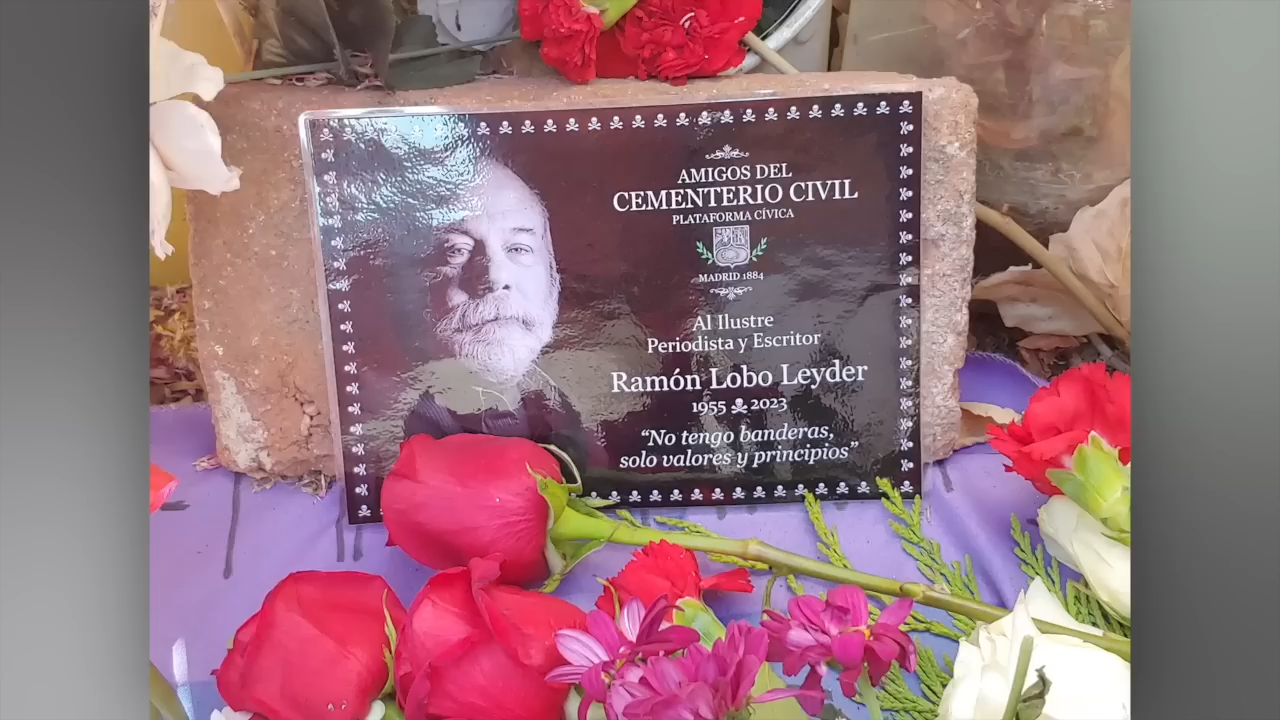 AMIGOS DEL
CEMENTERIO CIVIL
PLATAFORMA CÍVICA
MADRID 1884
Al Ilustre
Periodista y Escritor
Ramón Lobo Leyder
1955 2023
“No tengo banderas,
solo valores y principios”